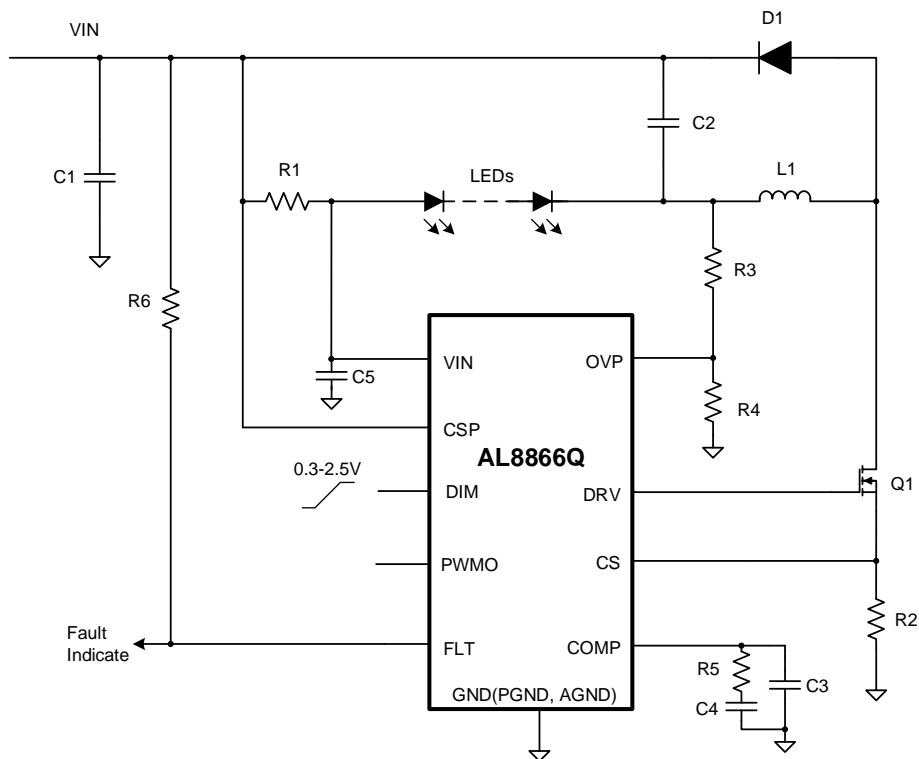 VIN
D1
C1
C2
R1
LEDs
L1
R6
R3
VIN
OVP
C5
R4
CSP
AL8866Q
0.3-2.5V
DIM
DRV
Q1
PWMO
CS
R2
Fault
Indicate
FLT
COMP
R5
C3
C4
GND(PGND, AGND)